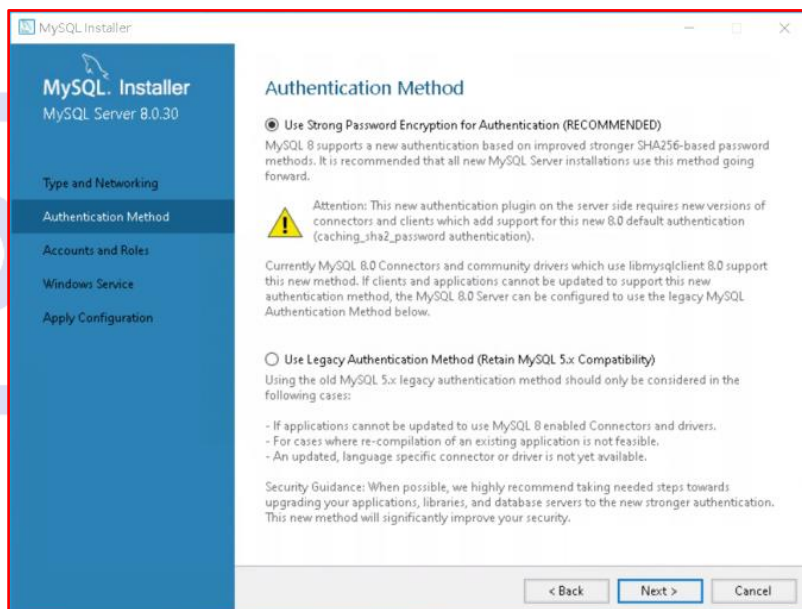 MySQL Installer
MySQL. Installer
MySQL Server 8.0.30
Type and Networking
Authentication Method
Accounts and Roles
Windows Service
Apply Configuration
Authentication Method
Use Strong Password Encryption for Authentication (RECOMMENDED)
MySQL 8 supports a new authentication based on improved stronger SHA256-based password
methods. It is recommended that all new MySQL Server installations use this method going
forward.
Attention: This new authentication plugin on the server side requires new versions of
connectors and clients which add support for this new 8.0 default authentication
(caching_sha2_password authentication).
Currently MySQL 8.0 Connectors and community drivers which use libmysqlclient 8.0 support
this new method. If clients and applications cannot be updated to support this new
authentication method, the MySQL 8.0 Server can be configured to use the legacy MySQL
Authentication Method below.
Use Legacy Authentication Method (Retain MySQL 5.x Compatibility)
Using the old MySQL 5.x legacy authentication method should only be considered in the
following cases:
- If applications cannot be updated to use MySQL 8 enabled Connectors and drivers.
- For cases where re-compilation of an existing application is not feasible.
- An updated, language specific connector or driver is not yet available.
Security Guidance: When possible, we highly recommend taking needed steps towards
upgrading your applications, libraries, and database servers to the new stronger authentication.
This new method will significantly improve your security.
< Back
Next >
Cancel